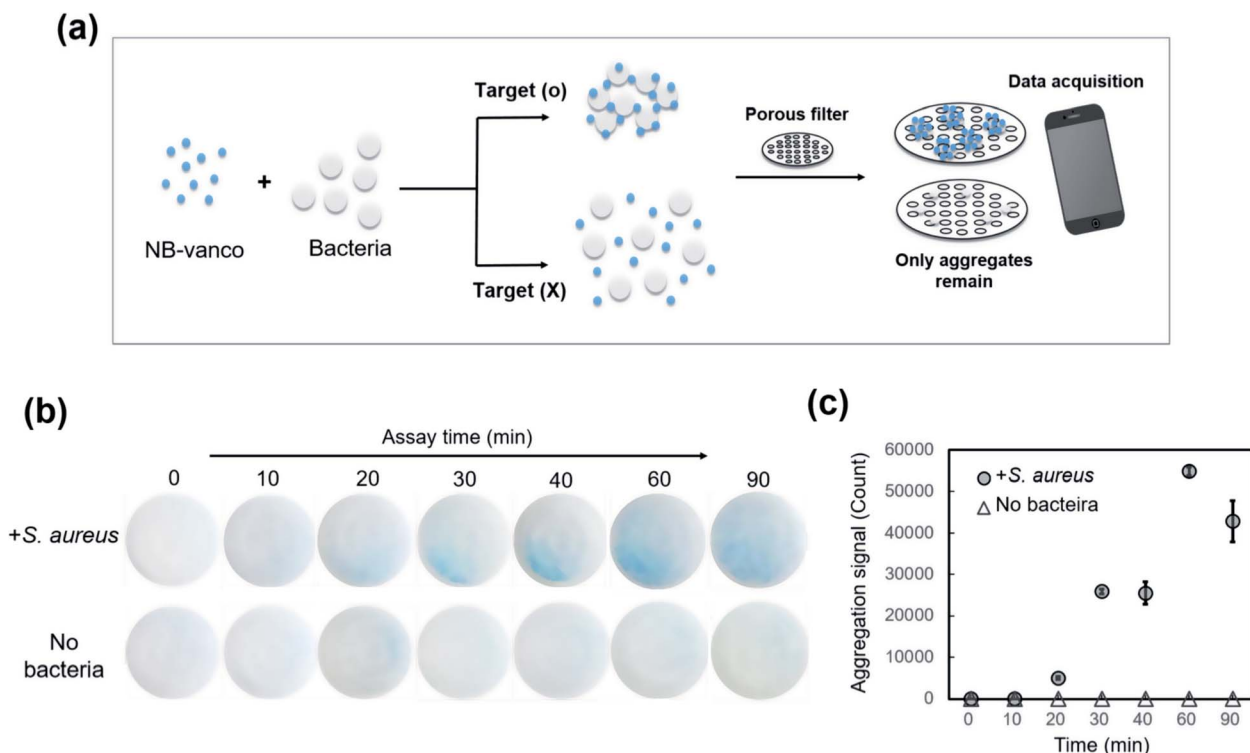 (a)
Target (o)
Data acquisition
Porous filter
+
NB-vanco
Bacteria
Target (X)
Only aggregates
remain
(b)
Assay time (min)
0 10 20 30 40 60 90
+S. aureus
No
bacteria
(c)
60000
50000
40000
30000
20000
10000
0
Aggregation signal (Count)
+S. aureus
No bacteira
0 10 20 30 40 60 90
Time (min)